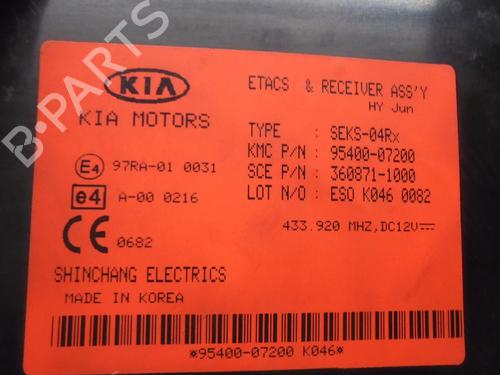 KIA
KIA MOTORS
ETACS & RECEIVER ASS'Y
HY Jun
TYPE : SEKS-04Rx
KMC P/N : 95400-07200
SCE P/N : 360871-1000
LOT N/O : ESO K046 0082
433.920 MHZ,DC12V
E4 97RA-01 0031
e4 A-00 0216
CE 0682
SHINCHANG ELECTRICS
MADE IN KOREA
*95400-07200 K046*
B-PARTS